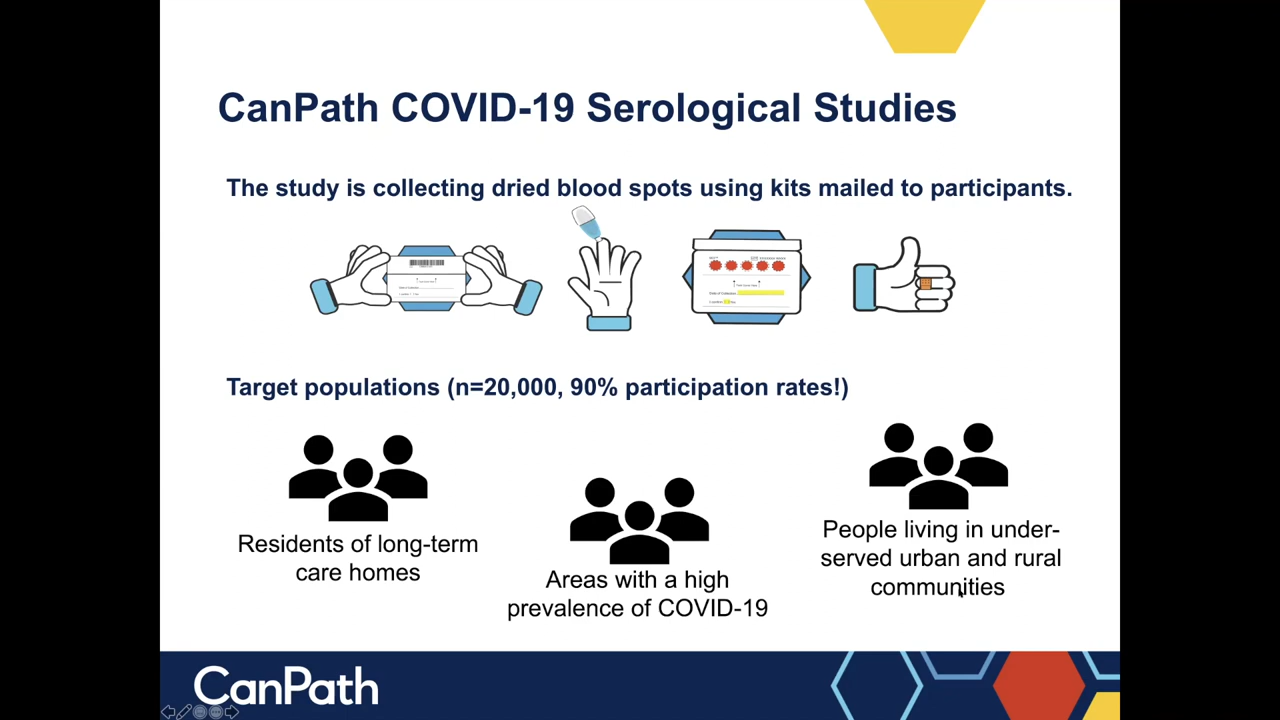 CanPath COVID-19 Serological Studies
The study is collecting dried blood spots using kits mailed to participants.
Target populations (n=20,000, 90% participation rates!)
Residents of long-term
care homes
Areas with a high
prevalence of COVID-19
People living in under-
served urban and rural
communities
CanPath